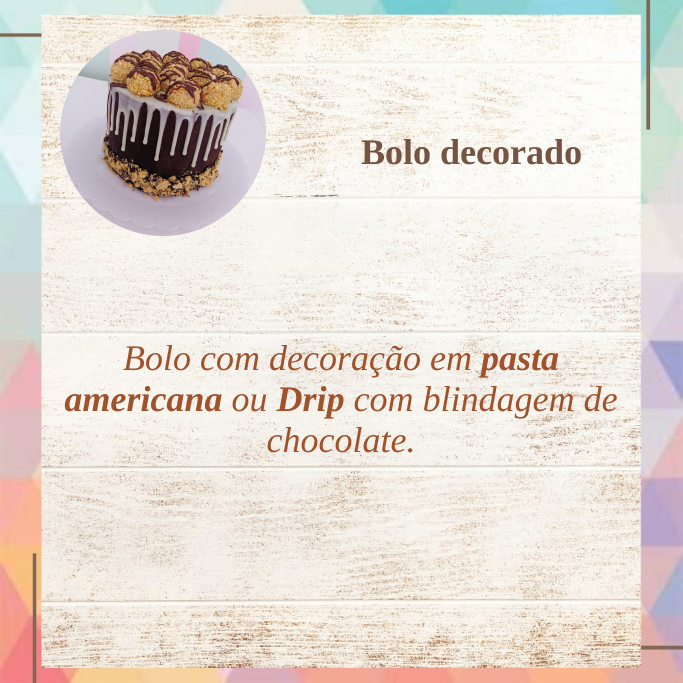 Bolo decorado
Bolo com decoração em pasta
americana ou Drip com blindagem de
chocolate.